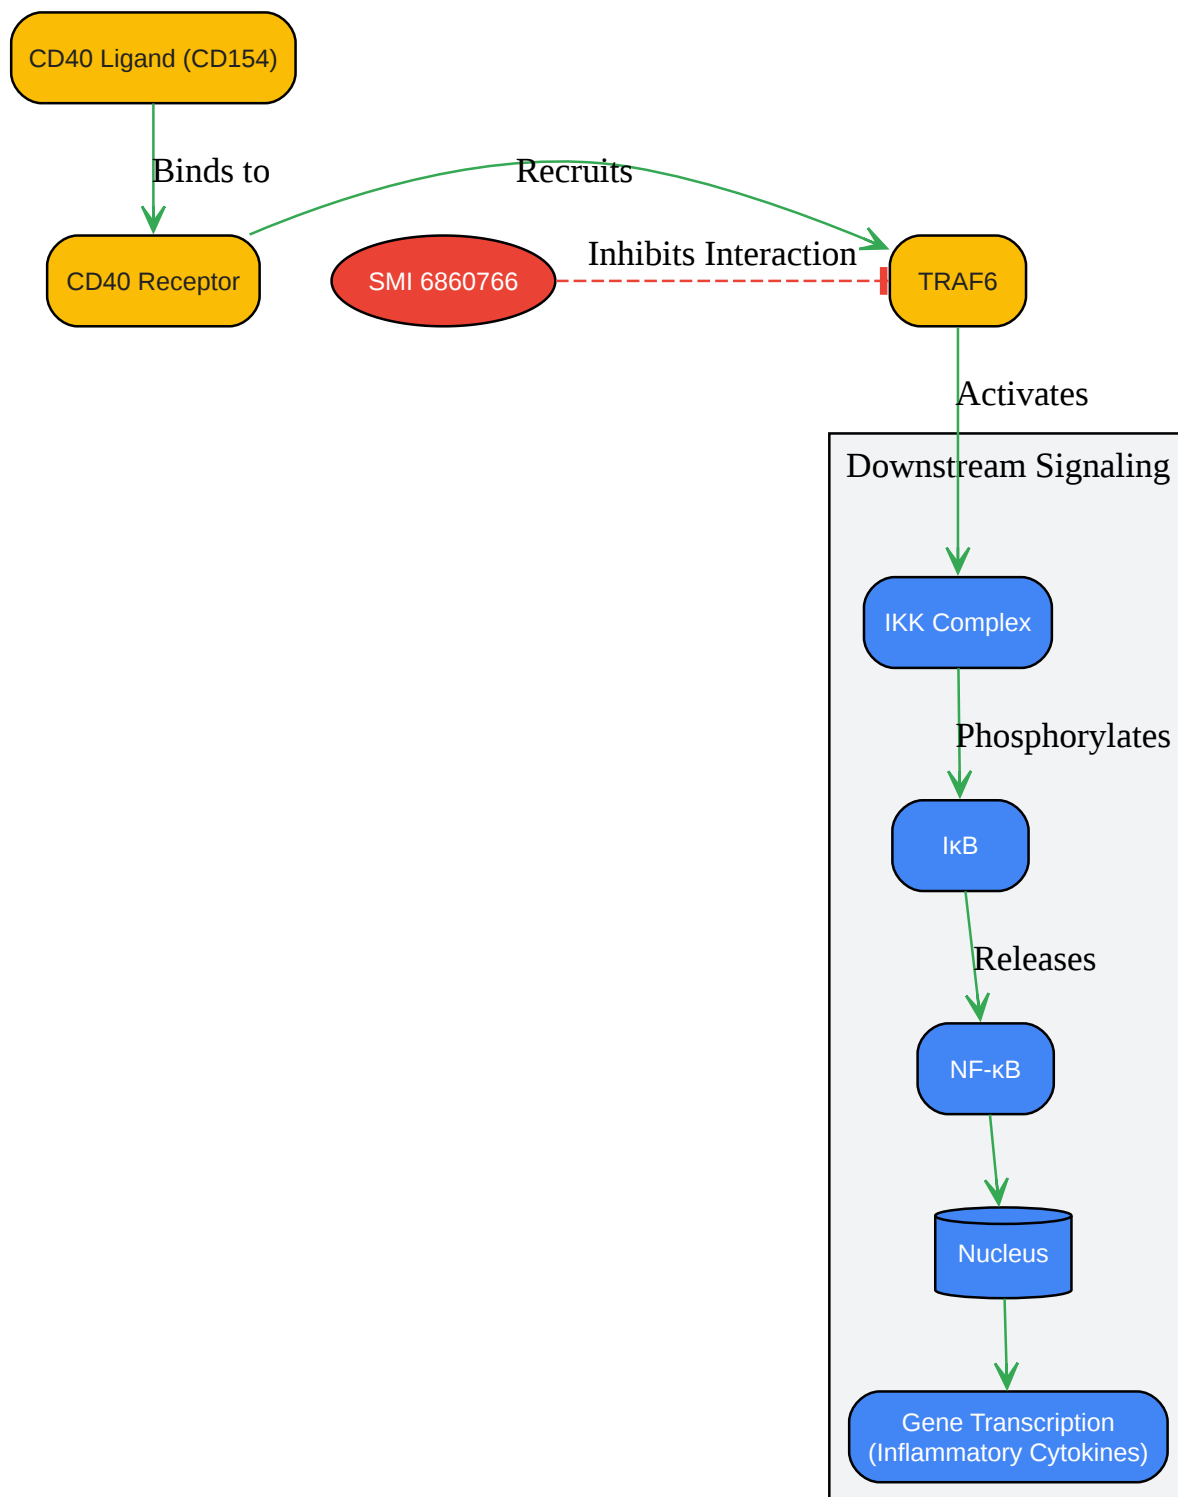 CD40 Ligand (CD154)
Binds to
Recruits
CD40 Receptor
SMI 6860766
Inhibits Interaction
TRAF6
Activates
Downstream Signaling
IKK Complex
Phosphorylates
IκB
Releases
NF-κB
Nucleus
Gene Transcription
(Inflammatory Cytokines)